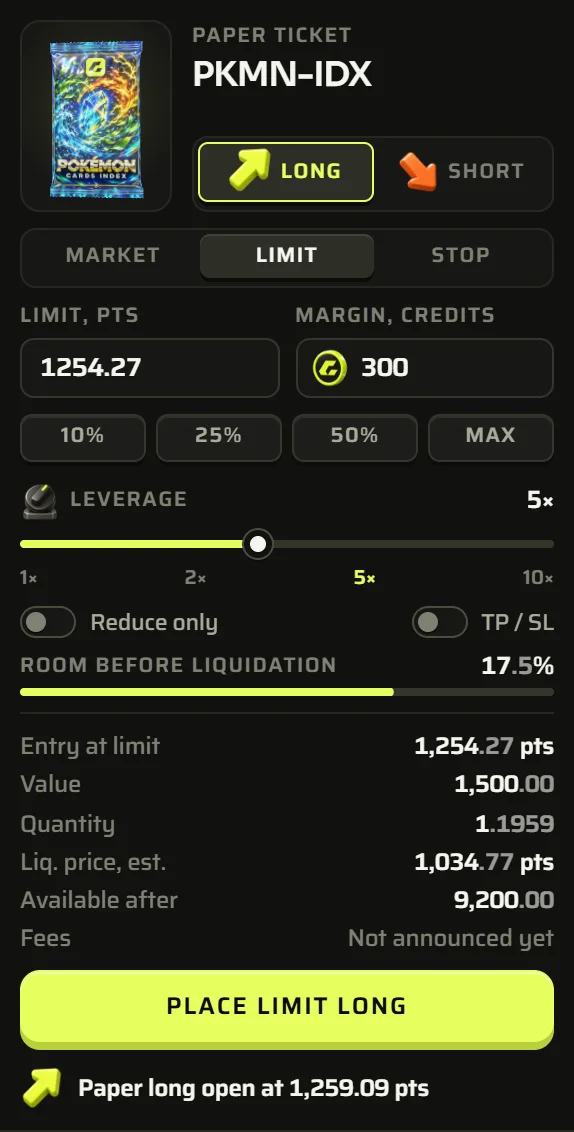 PAPER TICKET
PKMN-IDX
POKÉMON
CARDS INDEX
LONG
SHORT
MARKET
LIMIT
STOP
LIMIT, PTS
MARGIN, CREDITS
1254.27
300
10%
25%
50%
MAX
LEVERAGE
5×
1×
2×
5×
10×
Reduce only
TP / SL
ROOM BEFORE LIQUIDATION
17.5%
Entry at limit
1,254.27 pts
Value
1,500.00
Quantity
1.1959
Liq. price, est.
1,034.77 pts
Available after
9,200.00
Fees
Not announced yet
PLACE LIMIT LONG
Paper long open at 1,259.09 pts